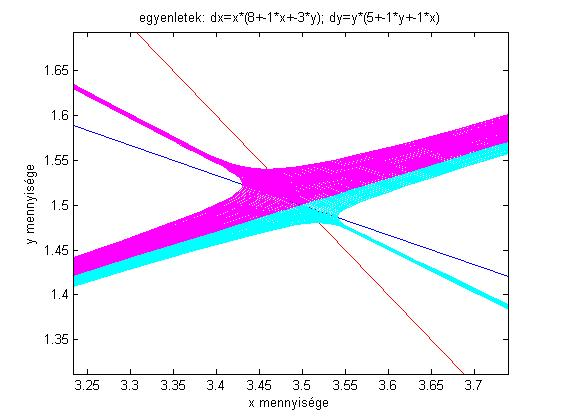 egyenletek: dx=x*(8+-1*x+-3*y); dy=y*(5+-1*y+-1*x)
1.65
1.6
1.55
1.5
1.45
1.4
1.35
y mennyisége
3.25 3.3 3.35 3.4 3.45 3.5 3.55 3.6 3.65 3.7
x mennyisége